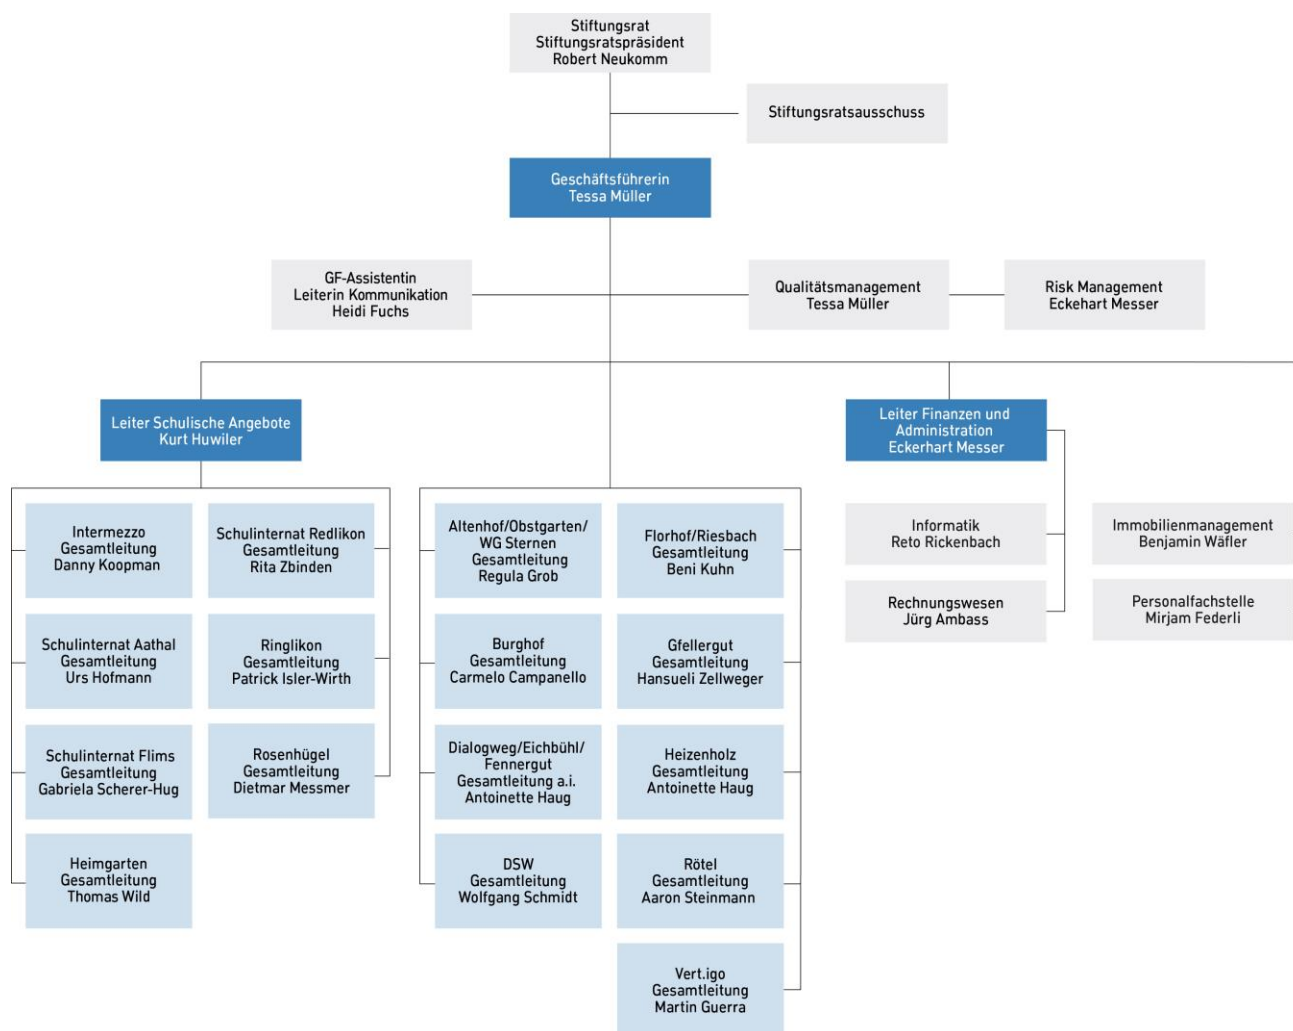 Stiftungsrat
Stiftungsratspräsident
Robert Neukomm
Stiftungsratsausschuss
Geschäftsführerin
Tessa Müller
GF-Assistentin
Leiterin Kommunikation
Heidi Fuchs
Qualitätsmanagement
Tessa Müller
Risk Management
Eckehart Messer
Leiter Schulische Angebote
Kurt Huwiler
Leiter Finanzen und
Administration
Eckerhart Messer
Intermezzo
Gesamtleitung
Danny Koopman
Schulinternat Redlikon
Gesamtleitung
Rita Zbinden
Schulinternat Aathal
Gesamtleitung
Urs Hofmann
Ringlikon
Gesamtleitung
Patrick Isler-Wirth
Schulinternat Flims
Gesamtleitung
Gabriela Scherer-Hug
Rosenhügel
Gesamtleitung
Dietmar Messmer
Heimgarten
Gesamtleitung
Thomas Wild
Altenhof/Obstgarten/
WG Sternen
Gesamtleitung
Regula Grob
Florhof/Riesbach
Gesamtleitung
Beni Kuhn
Burghof
Gesamtleitung
Carmelo Campanello
Gfellergut
Gesamtleitung
Hansueli Zellweger
Dialogweg/Eichbühl/
Fennergut
Gesamtleitung a.i.
Antoinette Haug
Heizenholz
Gesamtleitung
Antoinette Haug
DSW
Gesamtleitung
Wolfgang Schmidt
Rötel
Gesamtleitung
Aaron Steinmann
Vert.igo
Gesamtleitung
Martin Guerra
Informatik
Reto Rickenbach
Immobilienmanagement
Benjamin Wäfler
Rechnungswesen
Jürg Ambass
Personalfachstelle
Mirjam Federli